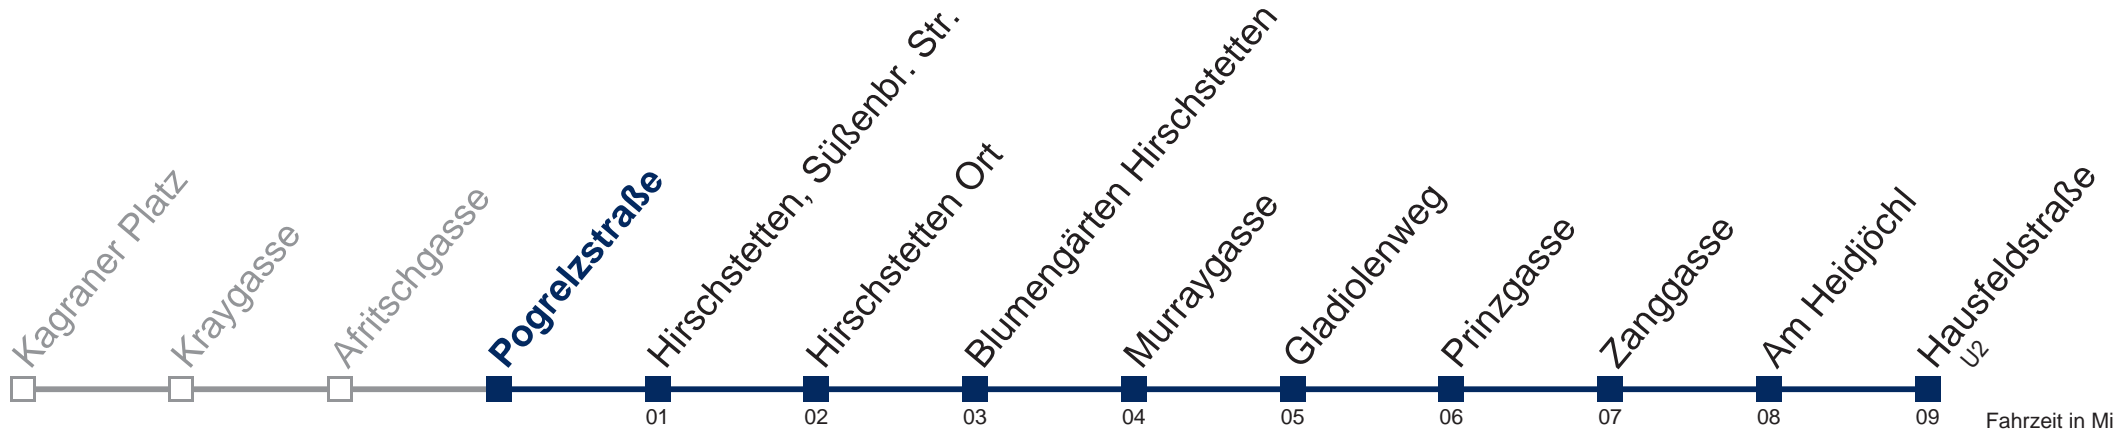 Kagraner Platz
Kraygasse
Afritschgasse
Pogrelzstraße
Hirschstetten, Süßenbr. Str.
Hirschstetten Ort
Blumengärten Hirschstetten
Murraygasse
Gladiolenweg
Prinzgasse
Zanggasse
Am Heidjöchl
Hausfeldstraße
U2
01 02 03 04 05 06 07 08 09 Fahrzeit in Mi